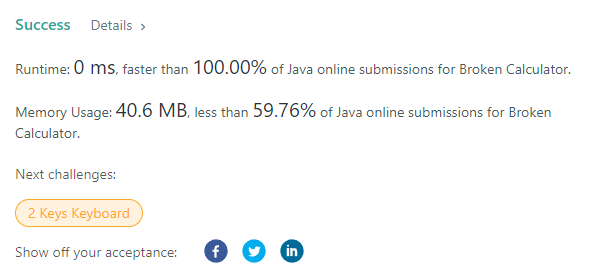 Success Details >
Runtime: 0 ms, faster than 100.00% of Java online submissions for Broken Calculator.
Memory Usage: 40.6 MB, less than 59.76% of Java online submissions for Broken
Calculator.
Next challenges:
2 Keys Keyboard
Show off your acceptance: f in